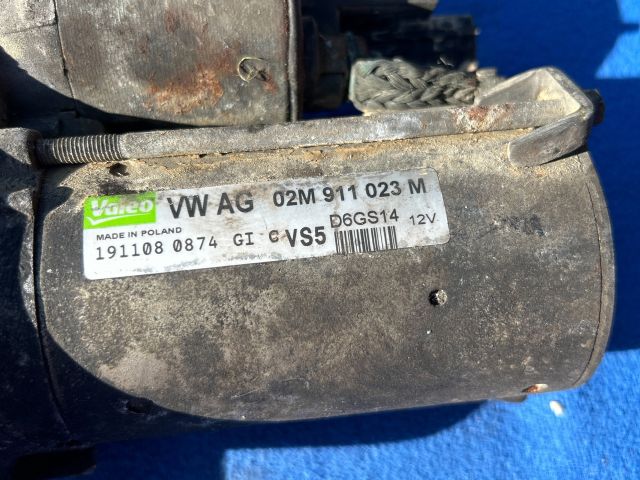 Valeo VW AG 02M 911 023 M
MADE IN POLAND D6GS14 12V
191108 0874 GI C VS5